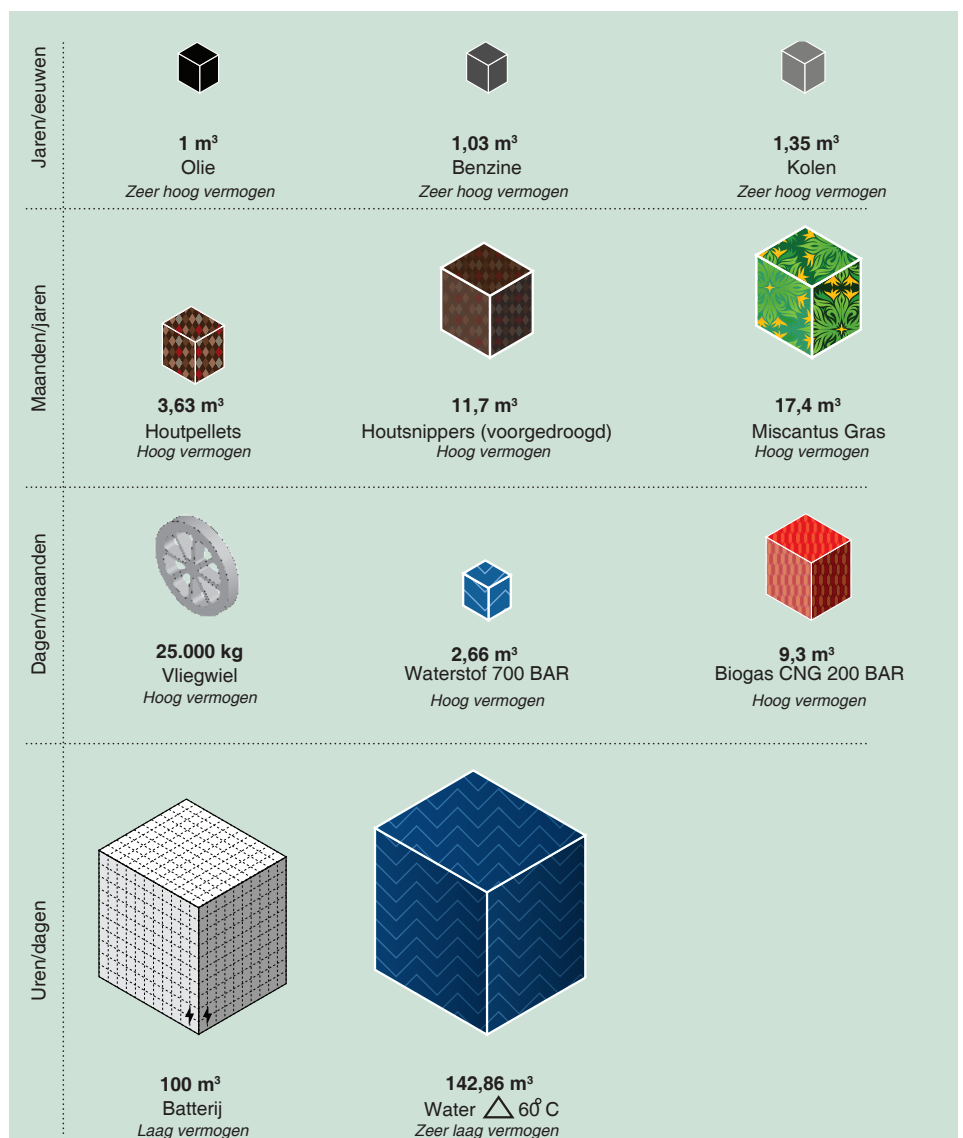 Jaren/eeuwen
1 m³
Olie
Zeer hoog vermogen
1,03 m³
Benzine
Zeer hoog vermogen
1,35 m³
Kolen
Zeer hoog vermogen
Maanden/jaren
3,63 m³
Houtpellets
Hoog vermogen
11,7 m³
Houtsnippers (voorgedroogd)
Hoog vermogen
17,4 m³
Miscantus Gras
Hoog vermogen
Dagen/maanden
25.000 kg
Vliegwiel
Hoog vermogen
2,66 m³
Waterstof 700 BAR
Hoog vermogen
9,3 m³
Biogas CNG 200 BAR
Hoog vermogen
Uren/dagen
100 m³
Batterij
Laag vermogen
142,86 m³
Water △ 60° C
Zeer laag vermogen